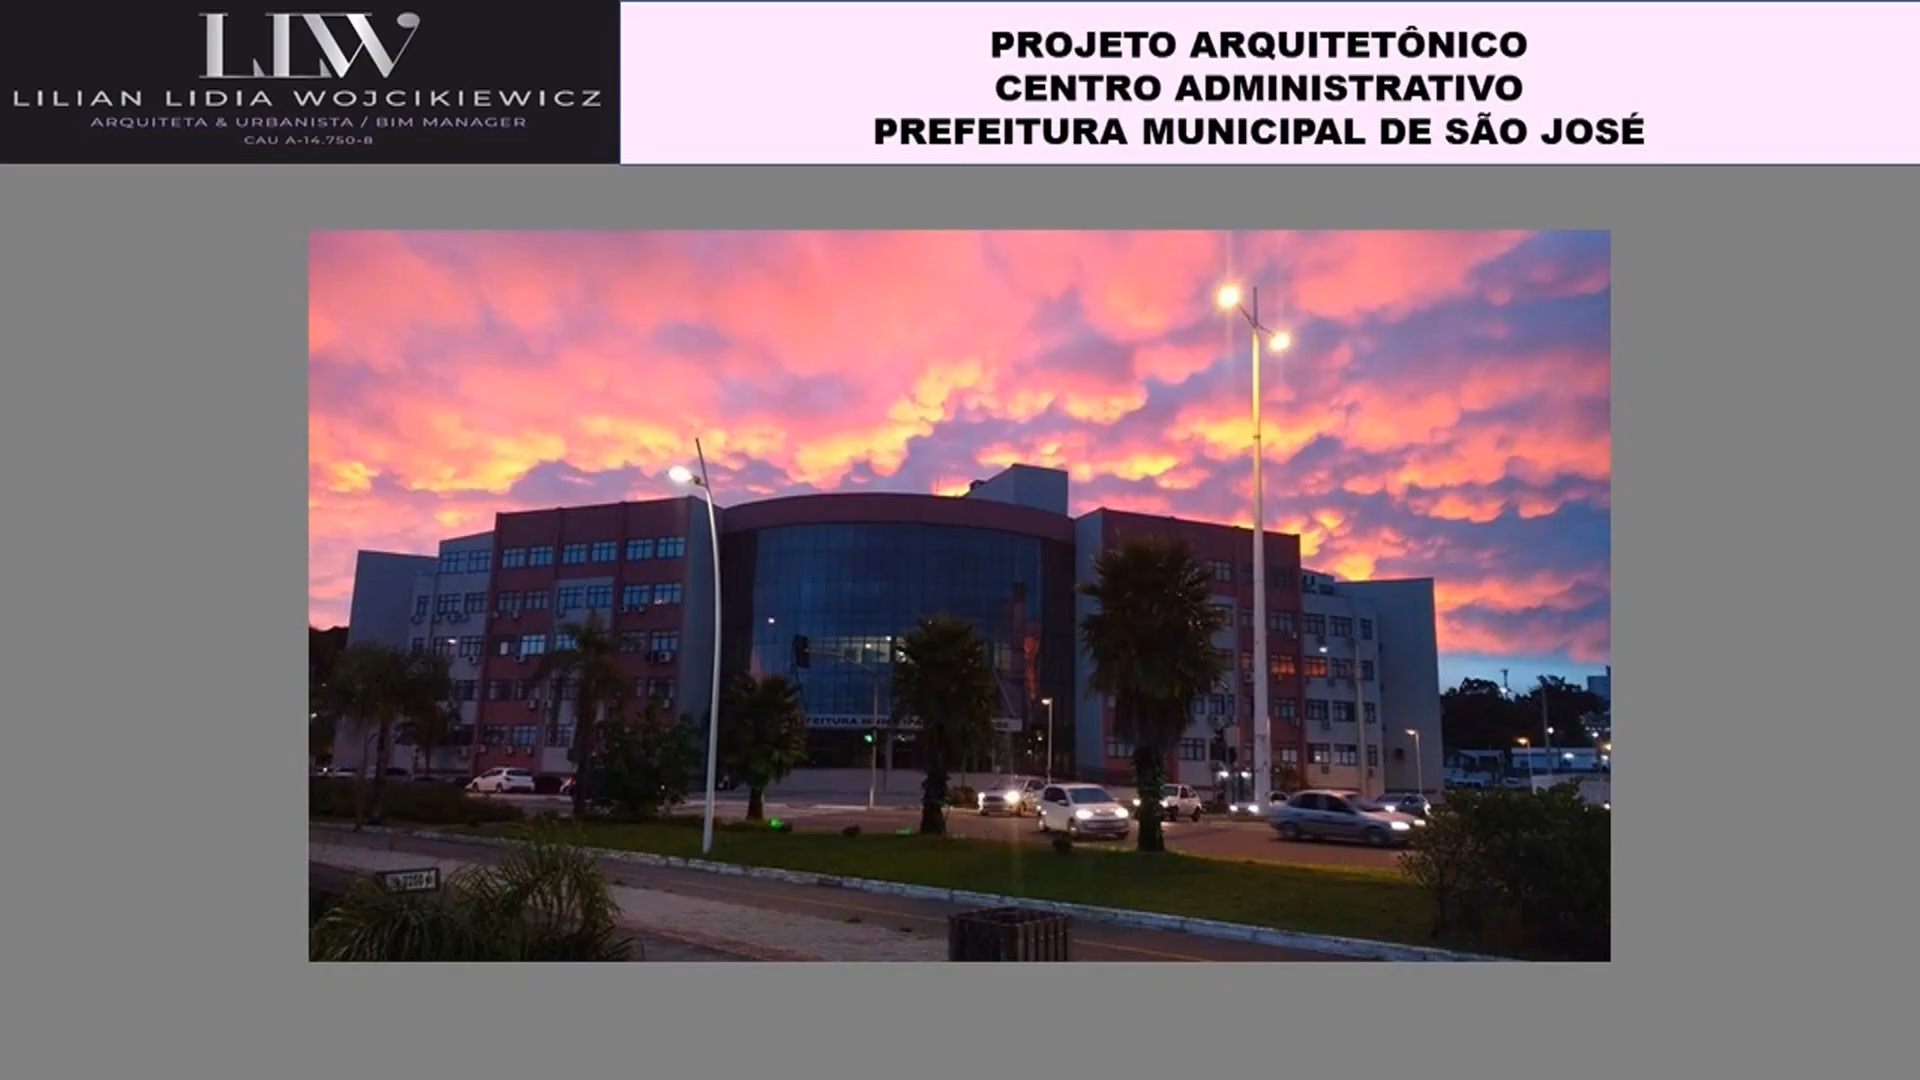 LLW
LILIAN LIDIA WOJCIKIEWICZ
ARQUITETA & URBANISTA / BIM MANAGER
CAU A-14.750-8
PROJETO ARQUITETÔNICO
CENTRO ADMINISTRATIVO
PREFEITURA MUNICIPAL DE SÃO JOSÉ